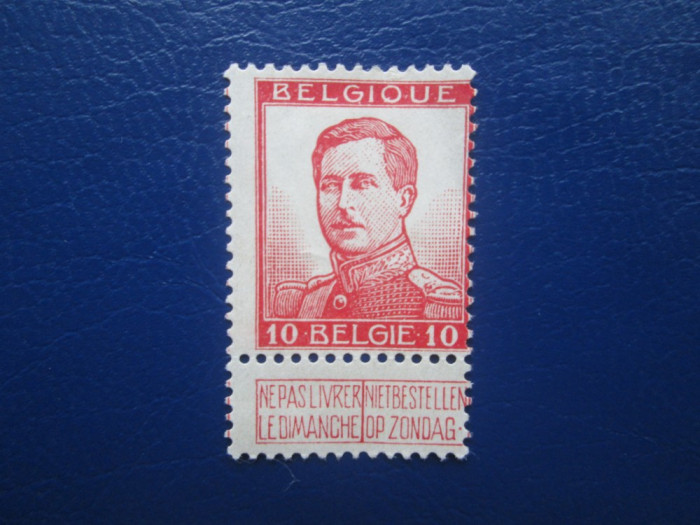 BELGIQUE
10 BELGIE 10
NE PAS LIVRER NIET BESTELLEN
LE DIMANCHE OP ZONDAG.